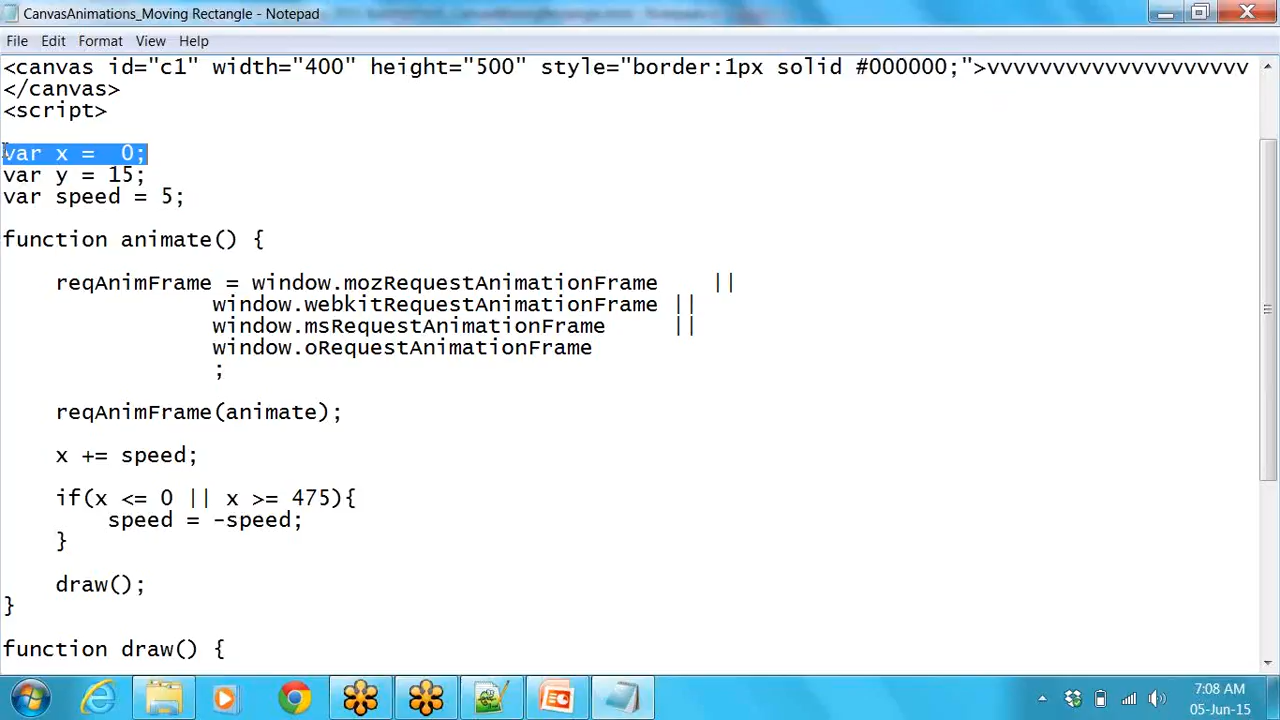 CanvasAnimations_Moving Rectangle - Notepad
File Edit Format View Help
<canvas id="c1" width="400" height="500" style="border:1px solid #000000;">vvvvvvvvvvvvvvvvvvvv
</canvas>
<script>
var x =  0;
var y = 15;
var speed = 5;
function animate() {
reqAnimFrame = window.mozRequestAnimationFrame    ||
window.webkitRequestAnimationFrame ||
window.msRequestAnimationFrame     ||
window.oRequestAnimationFrame
;
reqAnimFrame(animate);
x += speed;
if(x <= 0 || x >= 475){
speed = -speed;
}
draw();
}
function draw() {
7:08 AM
05-Jun-15